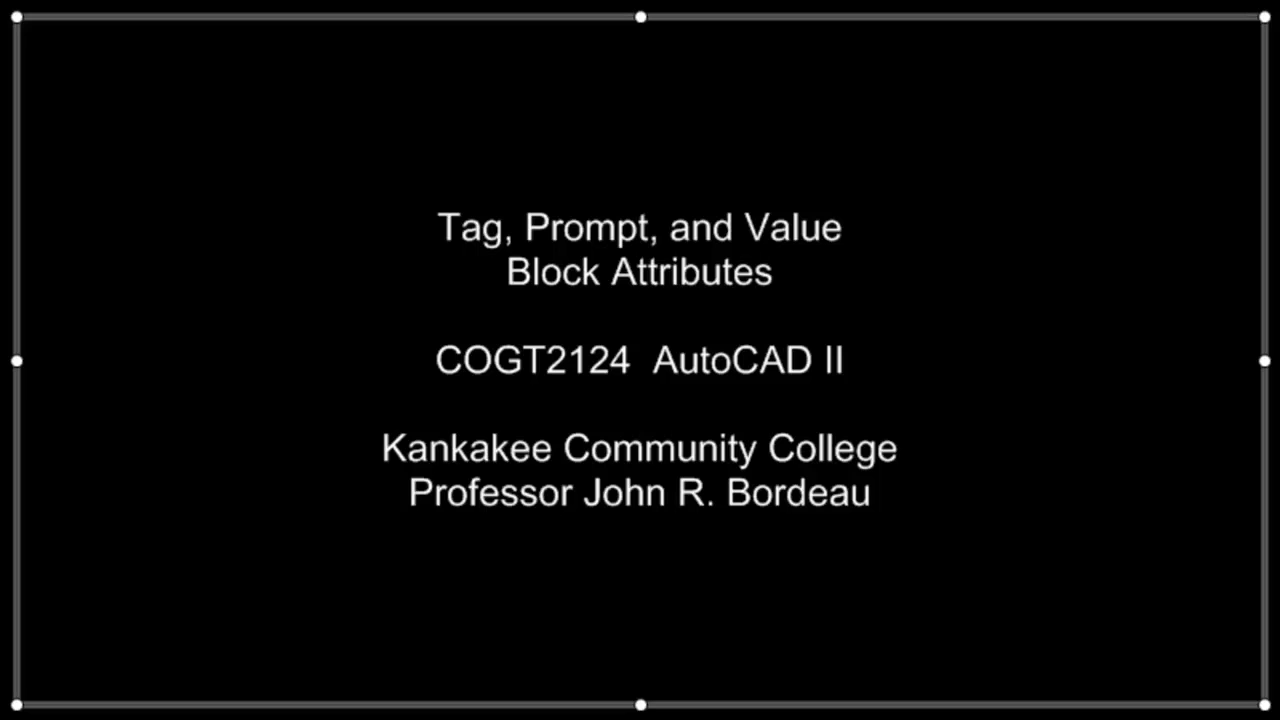 Tag, Prompt, and Value
Block Attributes
COGT2124 AutoCAD II
Kankakee Community College
Professor John R. Bordeau